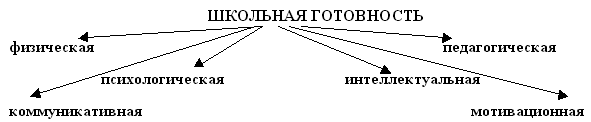 ШКОЛЬНАЯ ГОТОВНОСТЬ
физическая педагогическая
психологическая интеллектуальная
коммуникативная мотивационная